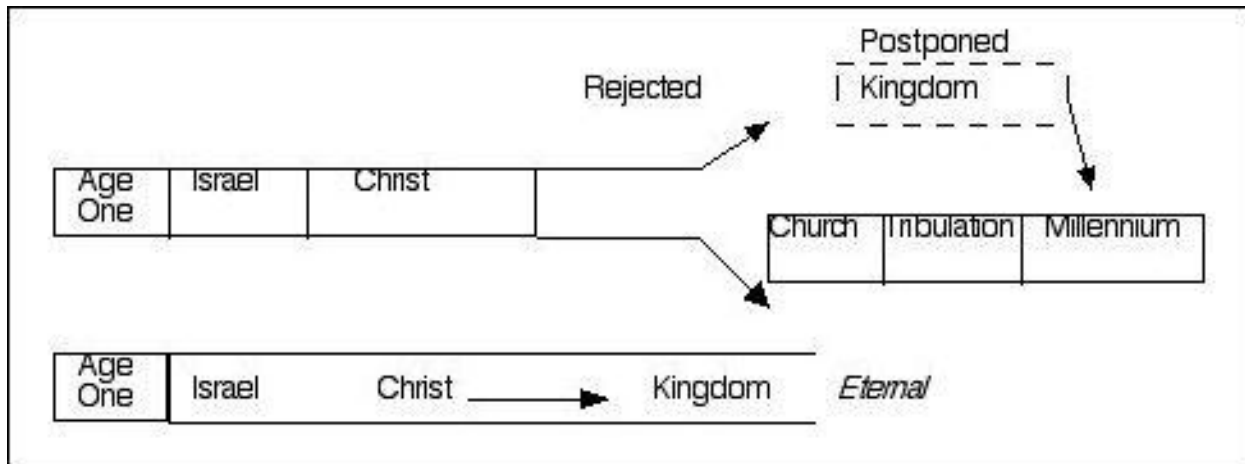 Postponed
Rejected
Kingdom
Age
One
Israel
Christ
Church
Tribulation
Millennium
Age
One
Israel
Christ
Kingdom
Eternal